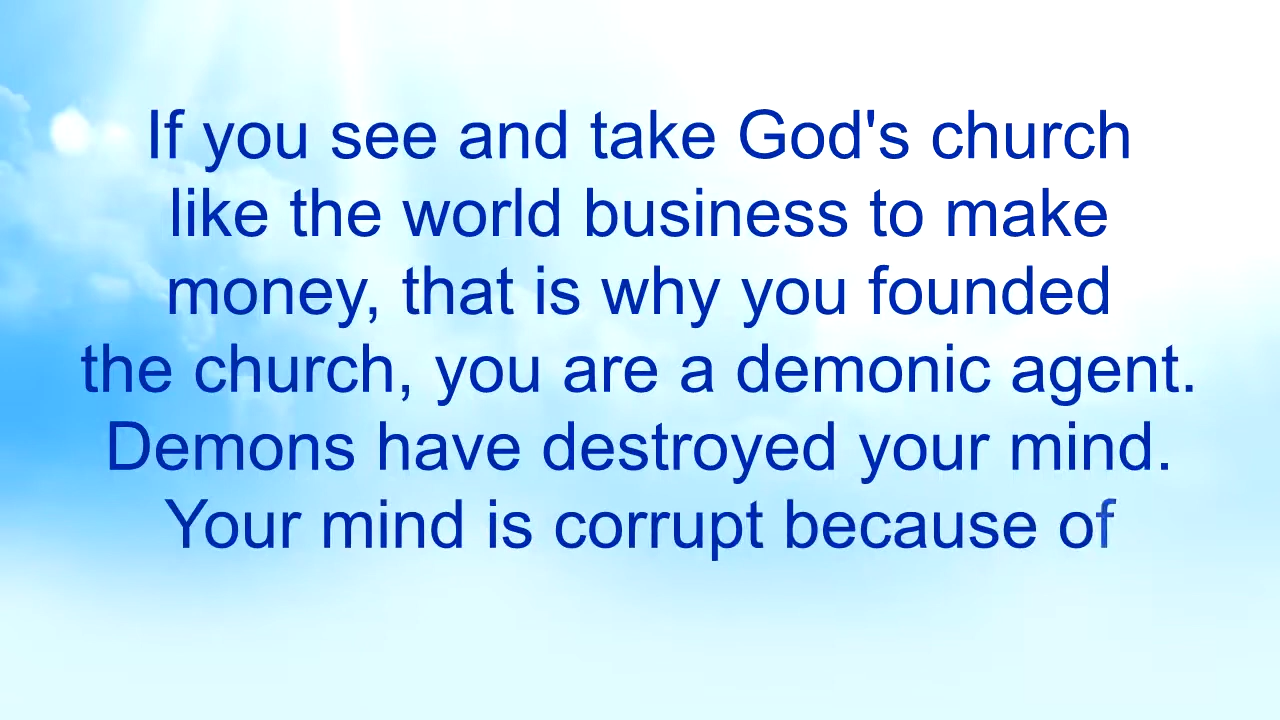 If you see and take God's church
like the world business to make
money, that is why you founded
the church, you are a demonic agent.
Demons have destroyed your mind.
Your mind is corrupt because of